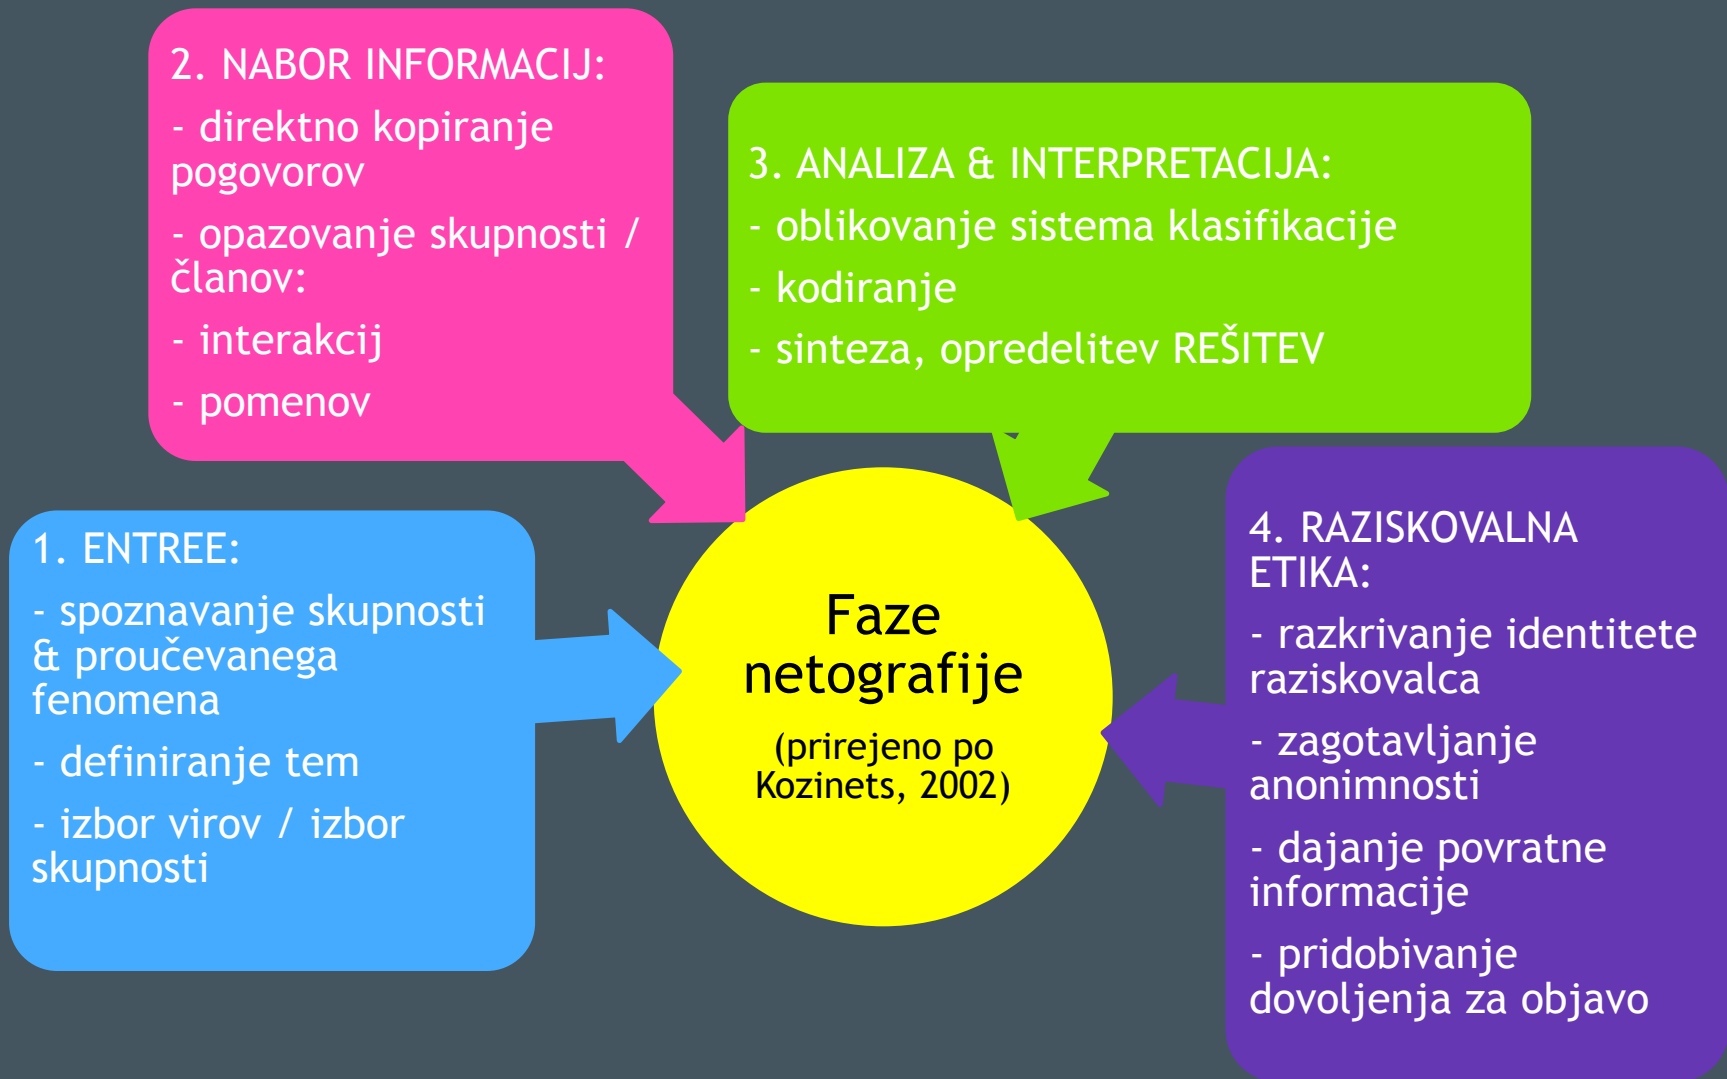 1. ENTREE:
- spoznavanje skupnosti
& proučevanega
fenomena
- definiranje tem
- izbor virov / izbor
skupnosti
2. NABOR INFORMACIJ:
- direktno kopiranje
pogovorov
- opazovanje skupnosti /
članov:
- interakcij
- pomenov
3. ANALIZA & INTERPRETACIJA:
- oblikovanje sistema klasifikacije
- kodiranje
- sinteza, opredelitev REŠITEV
4. RAZISKOVALNA
ETIKA:
- razkrivanje identitete
raziskovalca
- zagotavljanje
anonimnosti
- dajanje povratne
informacije
- pridobivanje
dovoljenja za objavo
Faze
netografije
(prirejeno po
Kozinets, 2002)